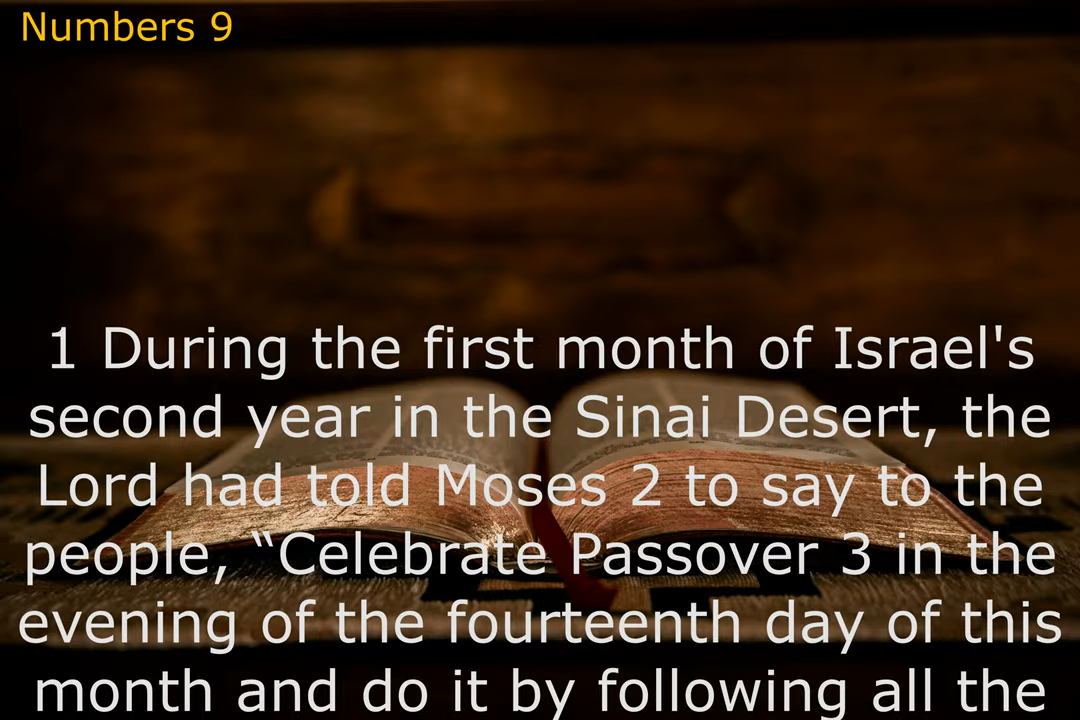 Numbers 9
1 During the first month of Israel's
second year in the Sinai Desert, the
Lord had told Moses 2 to say to the
people, “Celebrate Passover 3 in the
evening of the fourteenth day of this
month and do it by following all the